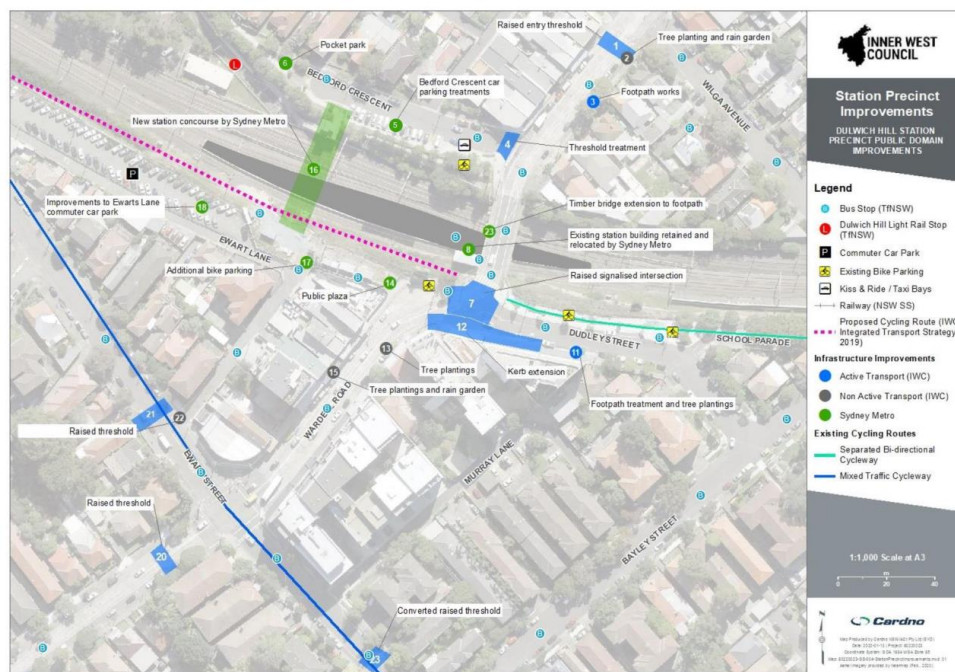 Raised entry threshold
1
Tree planting and rain garden
2
Pocket park
6
L
B
BEDFORD CRESCENT
Bedford Crescent car
parking treatments
5
3
Footpath works
WILGA AVENUE
New station concourse by Sydney Metro
4
Threshold treatment
16
P
Improvements to Ewarts Lane
commuter car park
18
Timber bridge extension to footpath
23
Existing station building retained and
relocated by Sydney Metro
8
EWART LANE
17
Additional bike parking
Raised signalised intersection
14
Public plaza
7
12
DUDLEY STREET
SCHOOL PARADE
13
Tree plantings
11
Kerb extension
15
Tree plantings and rain garden
Footpath treatment and tree plantings
WARDELL ROAD
21
22
Raised threshold
EWART STREET
MURRAY LANE
Raised threshold
20
BAYLEY STREET
Converted raised threshold
INNER WEST
COUNCIL
Station Precinct
Improvements
DULWICH HILL STATION
PRECINCT PUBLIC DOMAIN
IMPROVEMENTS
Legend
B Bus Stop (TfNSW)
L Dulwich Hill Light Rail Stop
(TfNSW)
P Commuter Car Park
Existing Bike Parking
Kiss & Ride / Taxi Bays
Railway (NSW SS)
Proposed Cycling Route (IWC
Integrated Transport Strategy
2019)
Infrastructure Improvements
Active Transport (IWC)
Non Active Transport (IWC)
Sydney Metro
Existing Cycling Routes
Separated Bi-directional
Cycleway
Mixed Traffic Cycleway
1:1,000 Scale at A3
m
0 20 40
N
Cardno